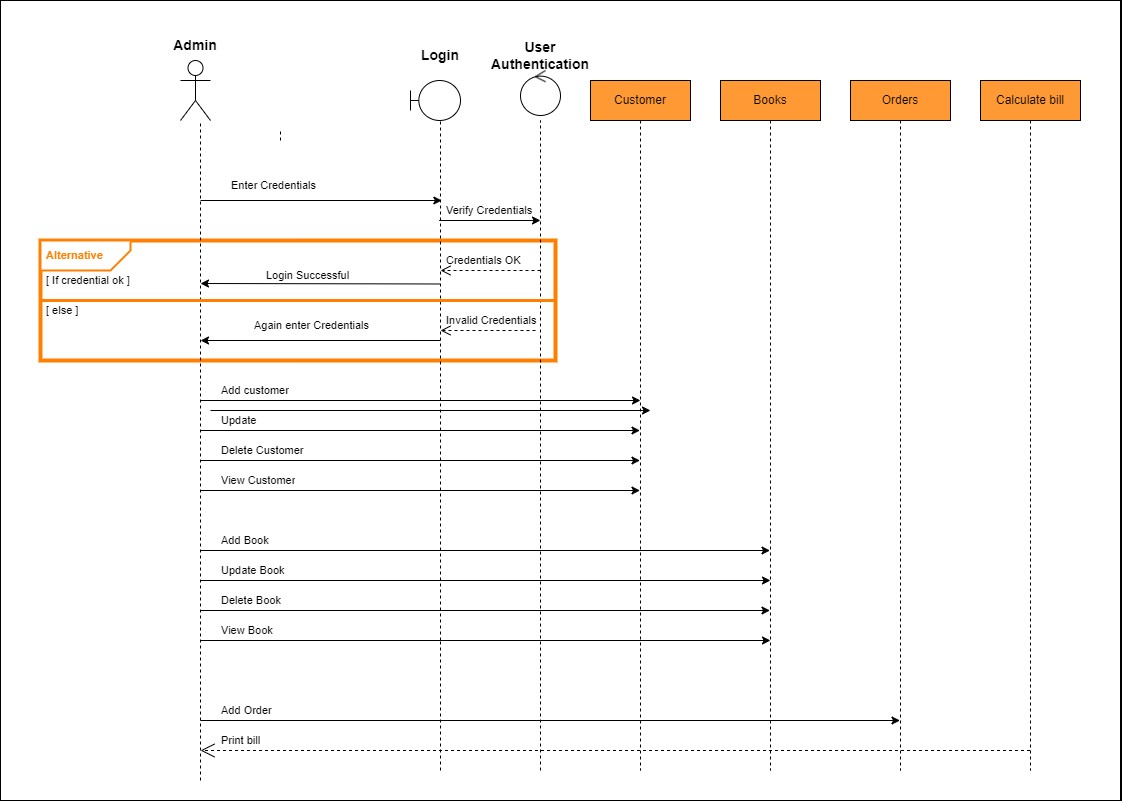 Admin
Login
User
Authentication
Customer
Books
Orders
Calculate bill
Enter Credentials
Verify Credentials
Alternative
Credentials OK
[ If credential ok ]
Login Successful
[ else ]
Invalid Credentials
Again enter Credentials
Add customer
Update
Delete Customer
View Customer
Add Book
Update Book
Delete Book
View Book
Add Order
Print bill